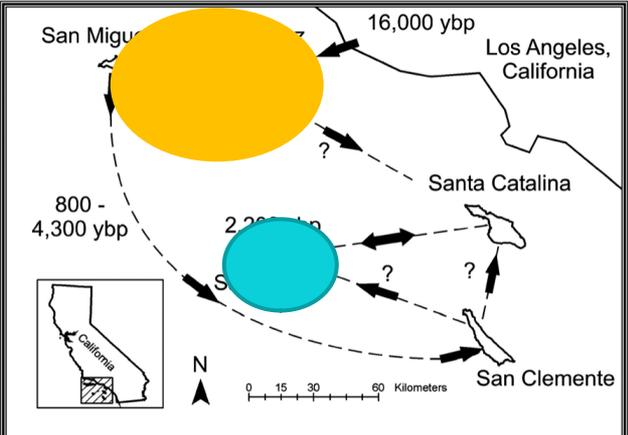 16,000 ybp
San Migu
Los Angeles,
California
?
Santa Catalina
800 -
4,300 ybp
?
?
California
N
0 15 30 60 Kilometers
San Clemente